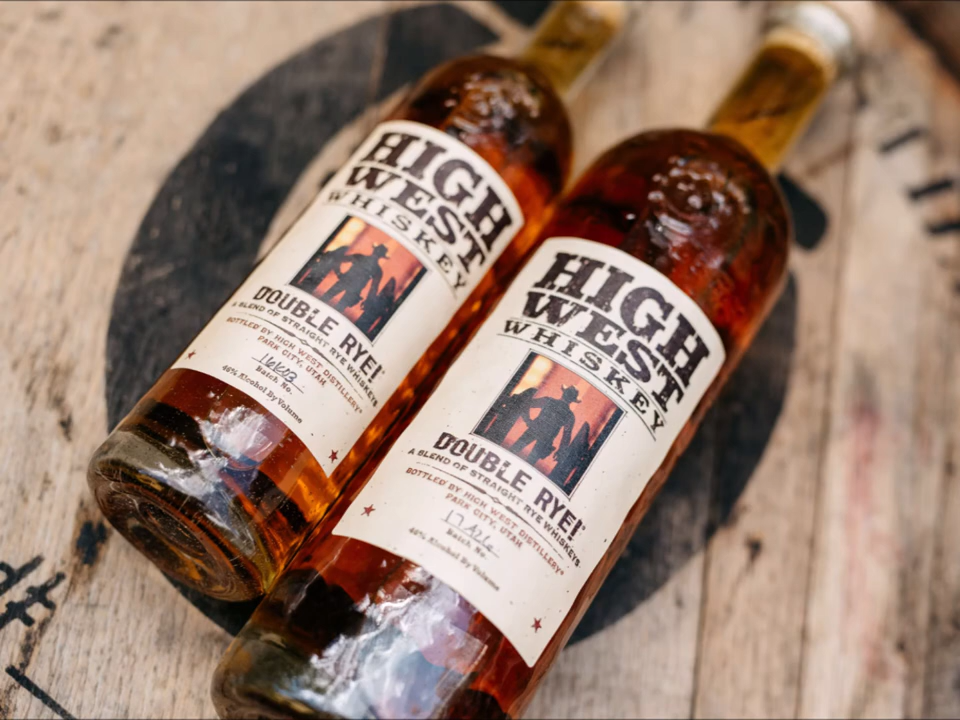 HIGH
WEST
WHISKEY
DOUBLE RYE!
A BLEND OF STRAIGHT RYE WHISKEYS
BOTTLED BY HIGH WEST DISTILLERY
PARK CITY, UTAH
Batch No.
46% Alcohol By Volume
HIGH
WEST
WHISKEY
DOUBLE RYE!
A BLEND OF STRAIGHT RYE WHISKEYS
BOTTLED BY HIGH WEST DISTILLERY
PARK CITY, UTAH
Batch No.
46% Alcohol By Volume
#